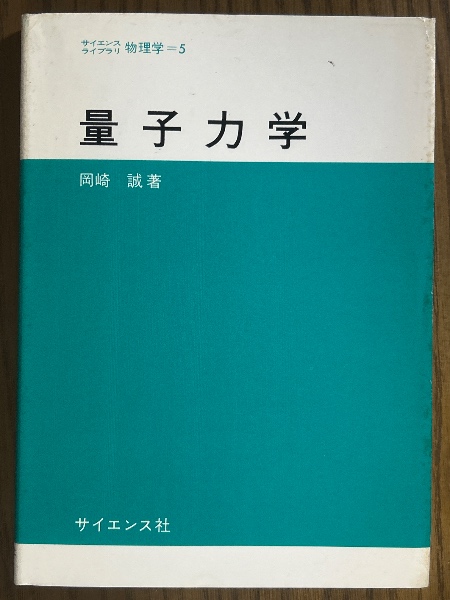 サイエンス
ライブラリ 物理学=5
量子力学
岡崎 誠著
サイエンス社